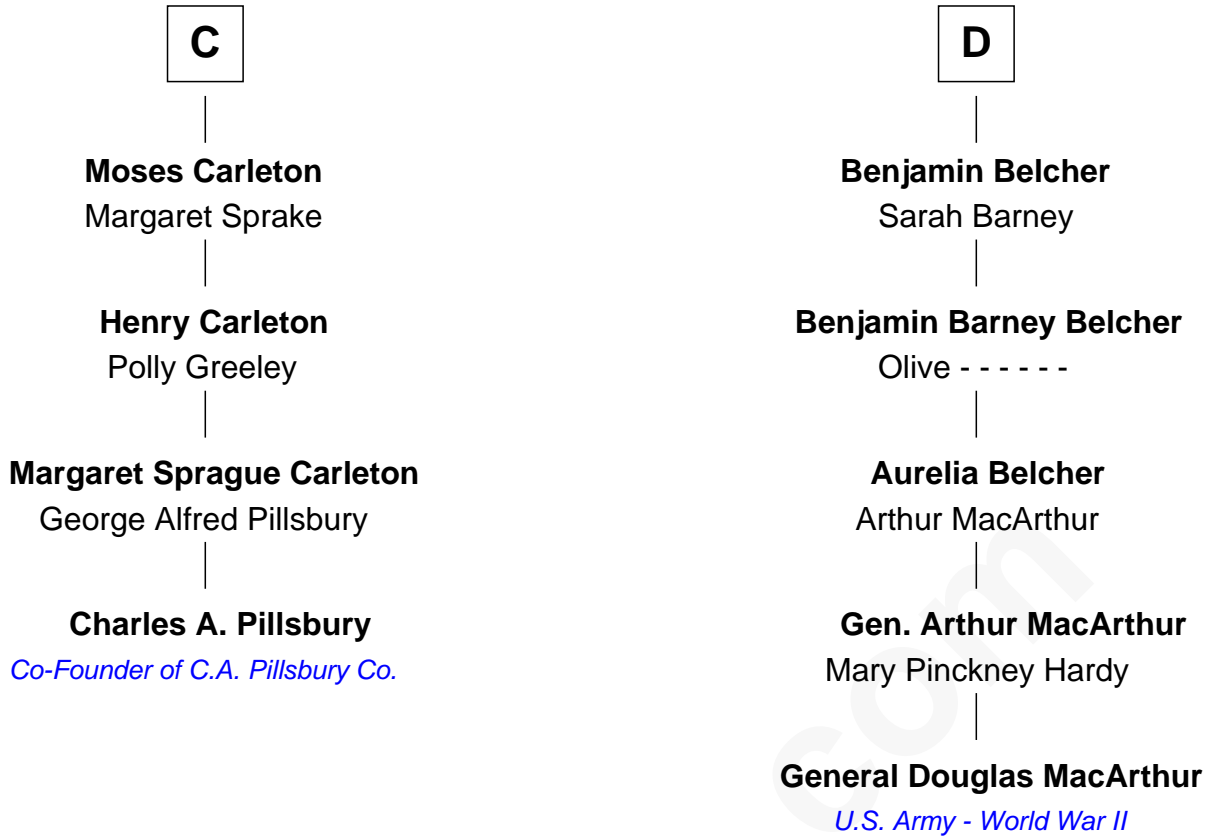 C
Moses Carleton
Margaret Sprake
Henry Carleton
Polly Greeley
Margaret Sprague Carleton
George Alfred Pillsbury
Charles A. Pillsbury
Co-Founder of C.A. Pillsbury Co.
D
Benjamin Belcher
Sarah Barney
Benjamin Barney Belcher
Olive - - - - - -
Aurelia Belcher
Arthur MacArthur
Gen. Arthur MacArthur
Mary Pinckney Hardy
General Douglas MacArthur
U.S. Army - World War II
com